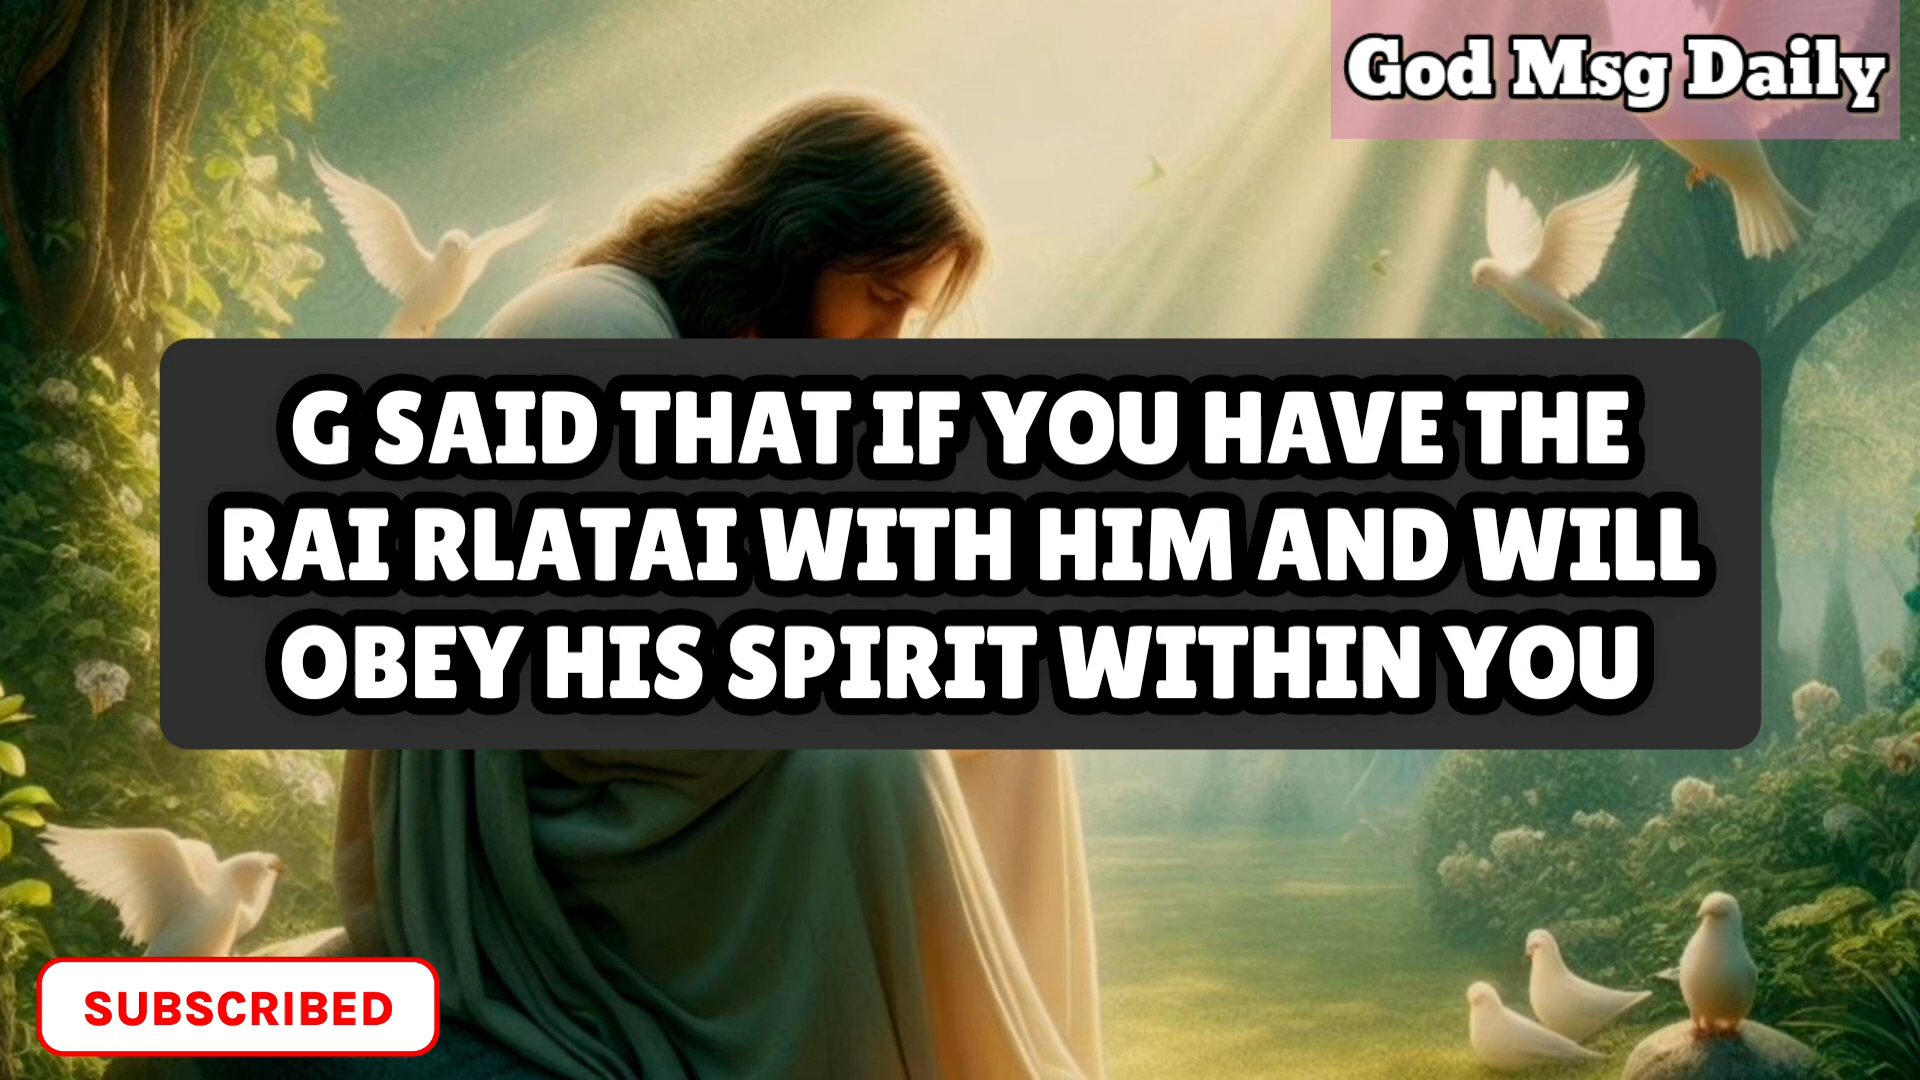 God Msg Daily
G SAID THAT IF YOU HAVE THE
RAI RLATAI WITH HIM AND WILL
OBEY HIS SPIRIT WITHIN YOU
SUBSCRIBED